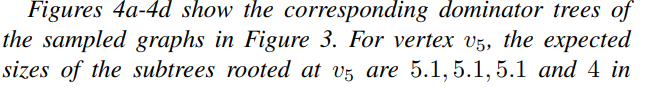 Figures 4a-4d show the corresponding dominator trees of
the sampled graphs in Figure 3. For vertex v5, the expected
sizes of the subtrees rooted at v5 are 5.1, 5.1, 5.1 and 4 in